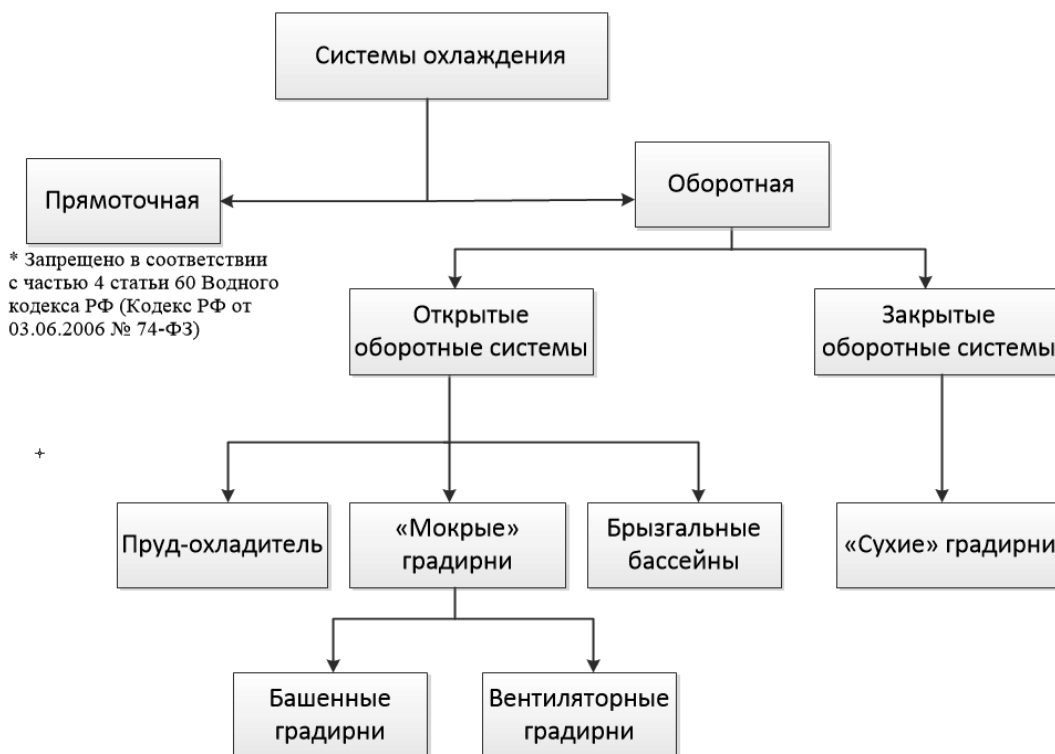 Системы охлаждения
Прямоточная
Оборотная
* Запрещено в соответствии
с частью 4 статьи 60 Водного
кодекса РФ (Кодекс РФ от
03.06.2006 № 74-ФЗ)
Открытые
оборотные системы
Закрытые
оборотные системы
Пруд-охладитель
«Мокрые»
градирни
Брызгальные
бассейны
«Сухие» градирни
Башенные
градирни
Вентиляторные
градирни